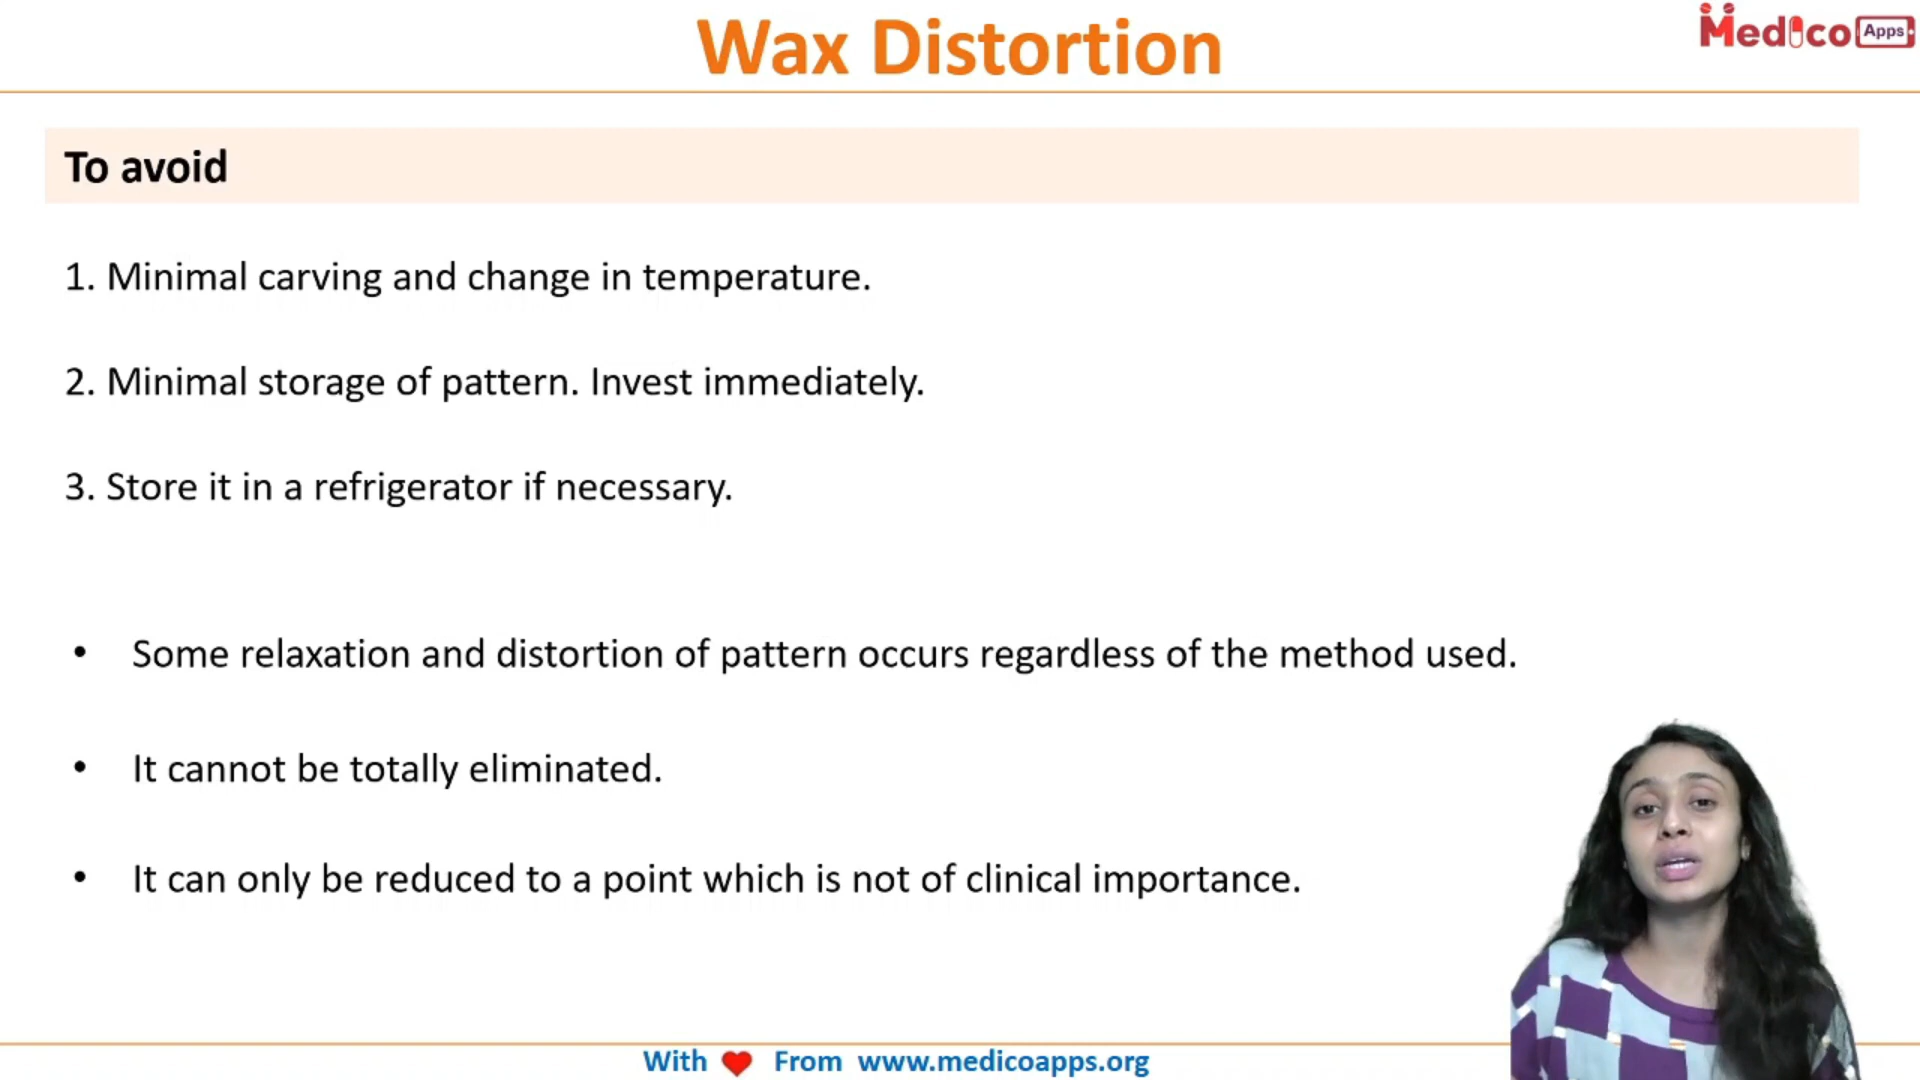 Wax Distortion
Medico Apps
To avoid
1. Minimal carving and change in temperature.
2. Minimal storage of pattern. Invest immediately.
3. Store it in a refrigerator if necessary.
• Some relaxation and distortion of pattern occurs regardless of the method used.
• It cannot be totally eliminated.
• It can only be reduced to a point which is not of clinical importance.
With ❤ From www.medicoapps.org